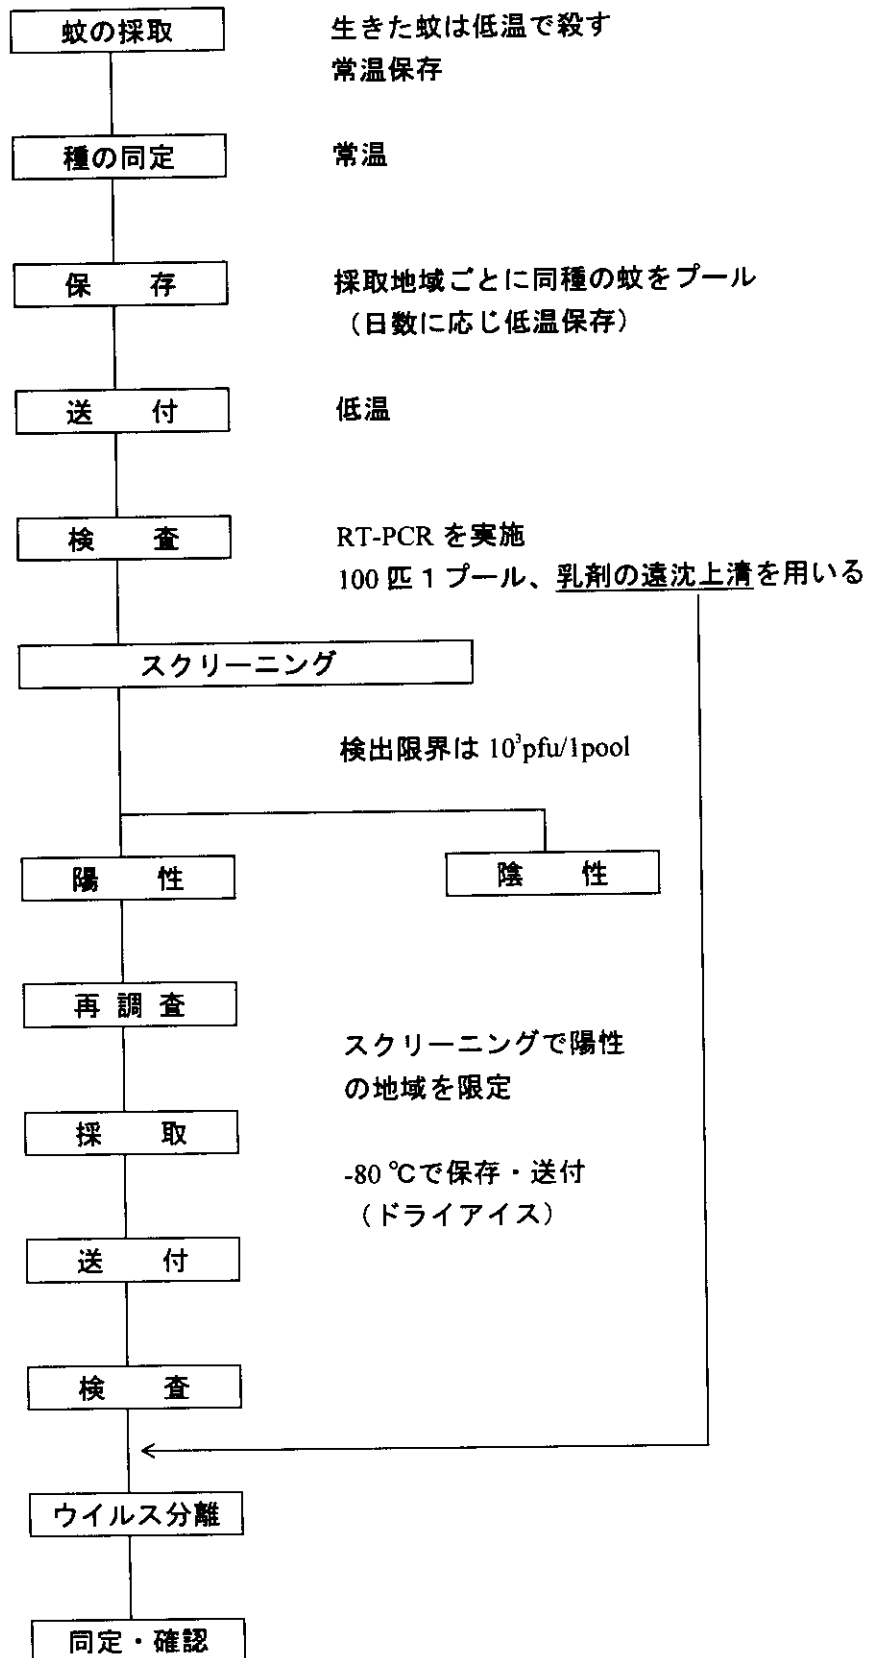 蚊の採取
生きた蚊は低温で殺す
常温保存
種の同定
常温
保 存
採取地域ごとに同種の蚊をプール
（日数に応じ低温保存）
送 付
低温
検 査
RT-PCR を実施
100 匹 1 プール、乳剤の遠沈上清を用いる
スクリーニング
検出限界は 10³pfu/1pool
陽 性
陰 性
再 調 査
スクリーニングで陽性
の地域を限定
採 取
-80 ℃で保存・送付
（ドライアイス）
送 付
検 査
ウイルス分離
同定・確認